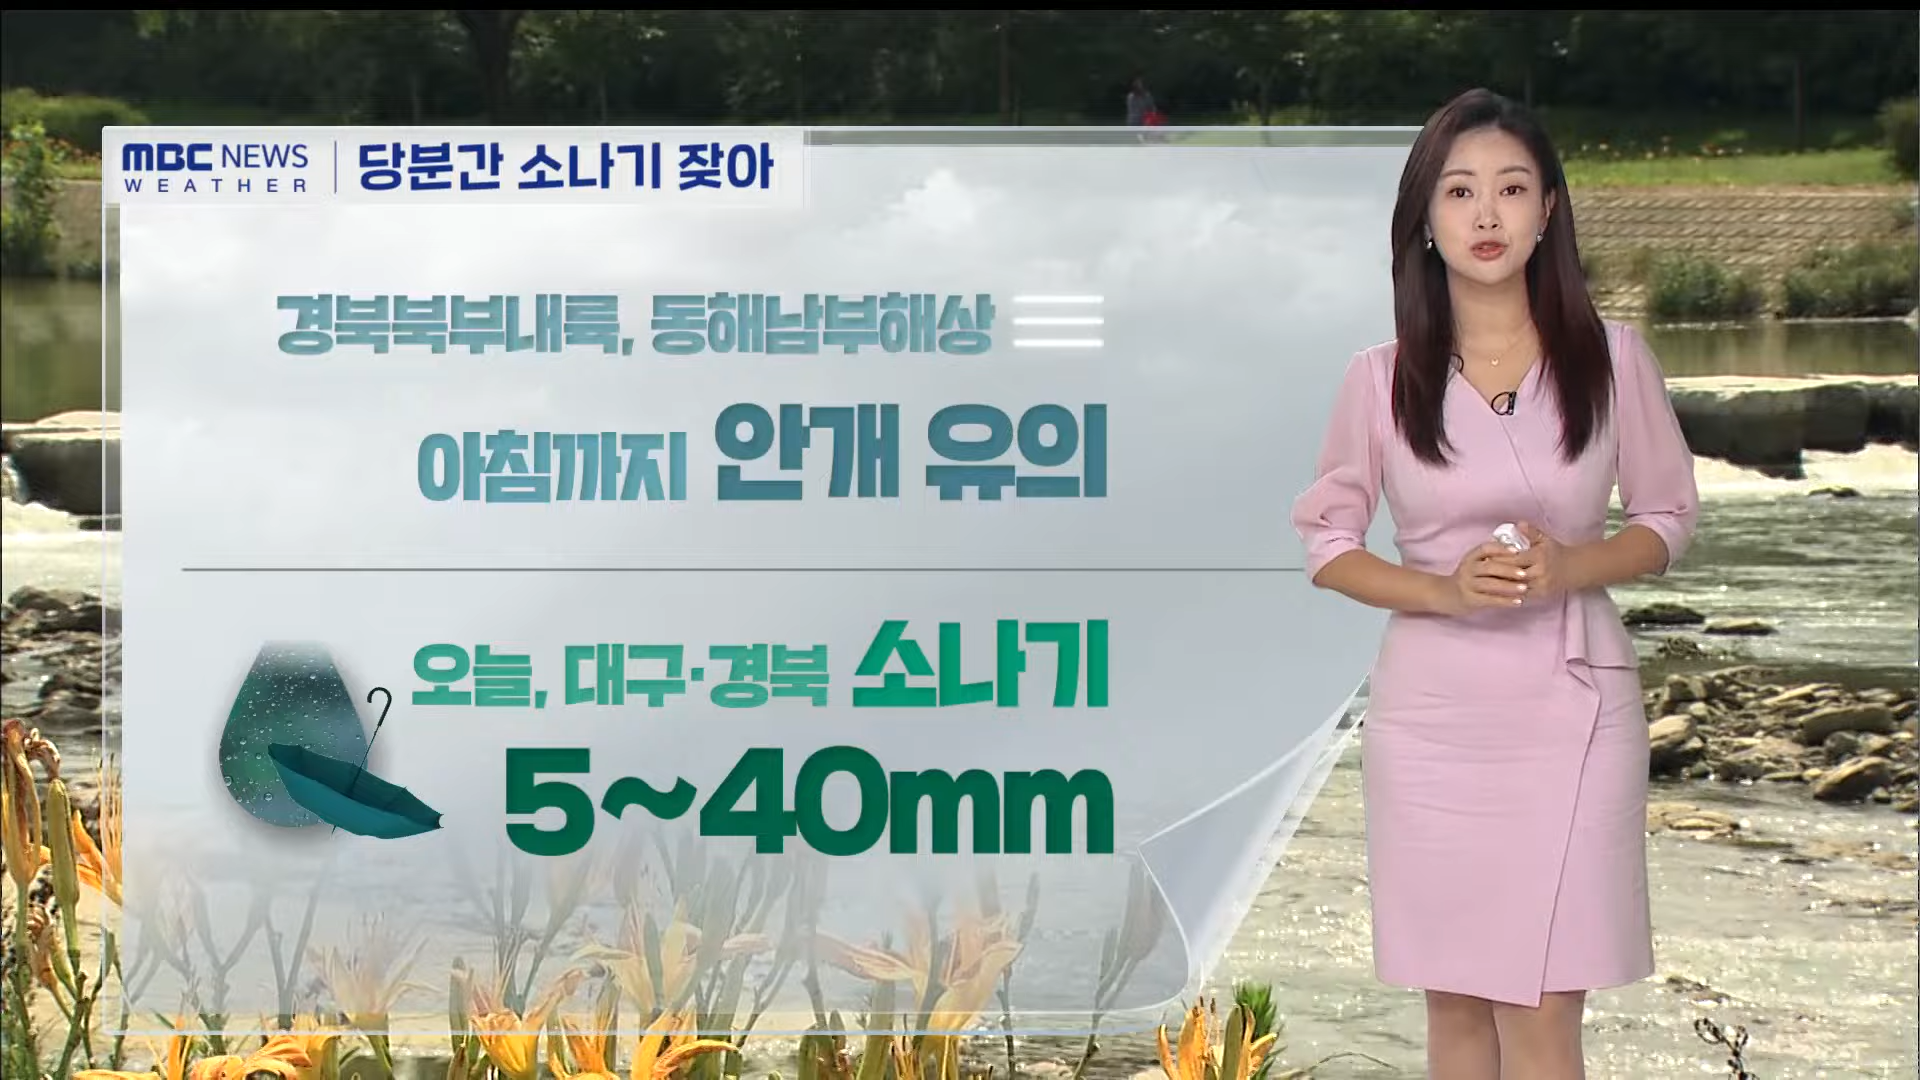 MBC NEWS
WEATHER
당분간 소나기 잦아
경북북부내륙, 동해남부해상
아침까지 안개 유의
오늘, 대구·경북 소나기
5~40mm